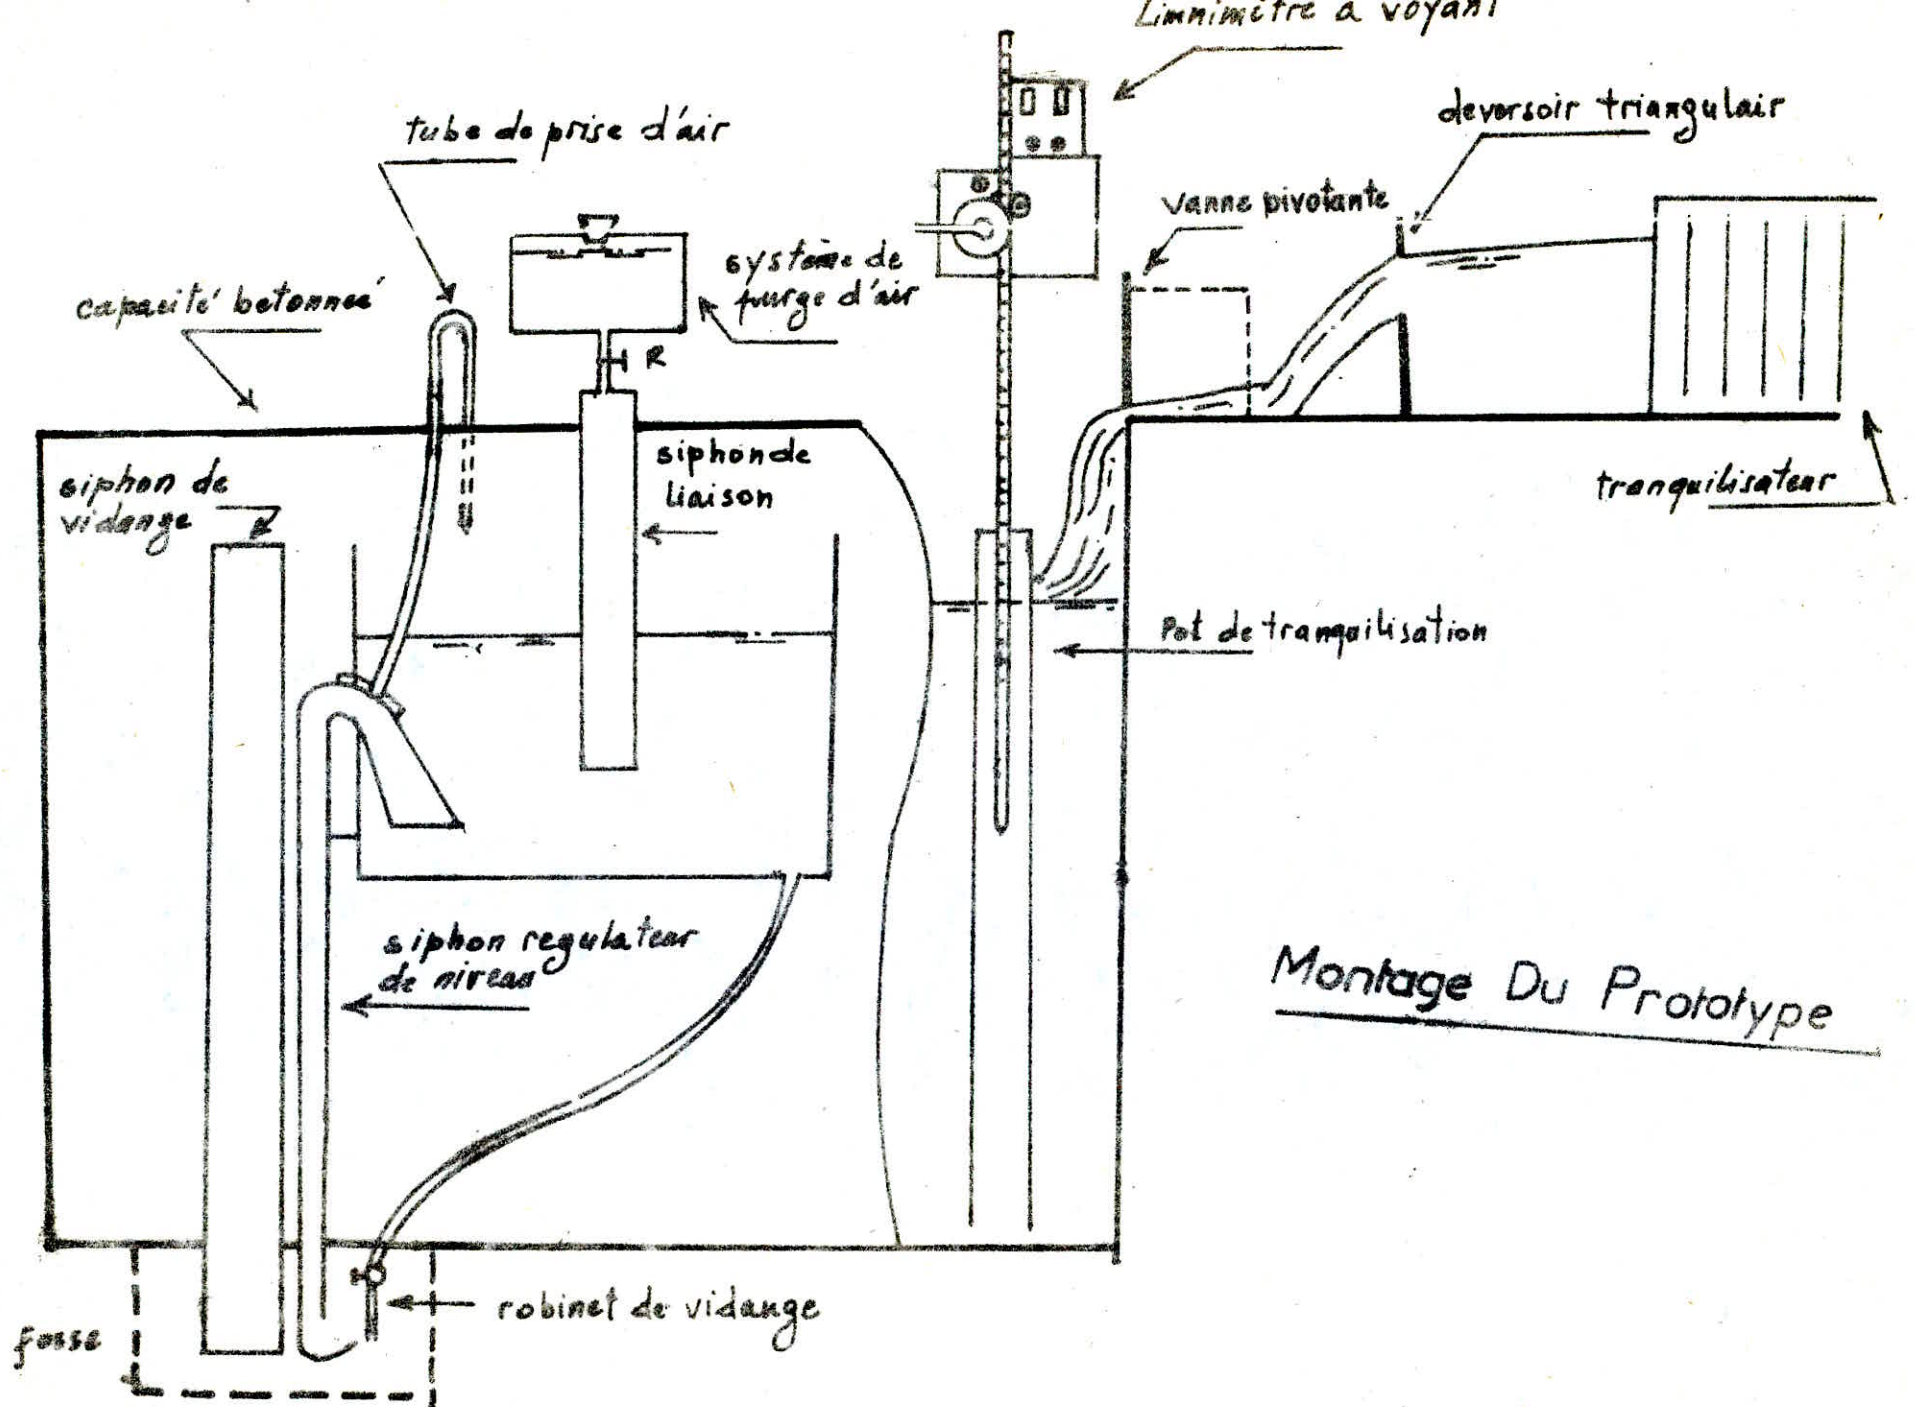 Limnimètre a voyant
deversoir triangulair
tube de prise d'air
vanne pivotante
système de
purge d'air
capacité betonneé
R
siphon de
vidange
siphon de
liaison
tranquilisateur
Pot de tranquilisation
siphon regulateur
de niveau
Montage Du Prototype
robinet de vidange
fosse